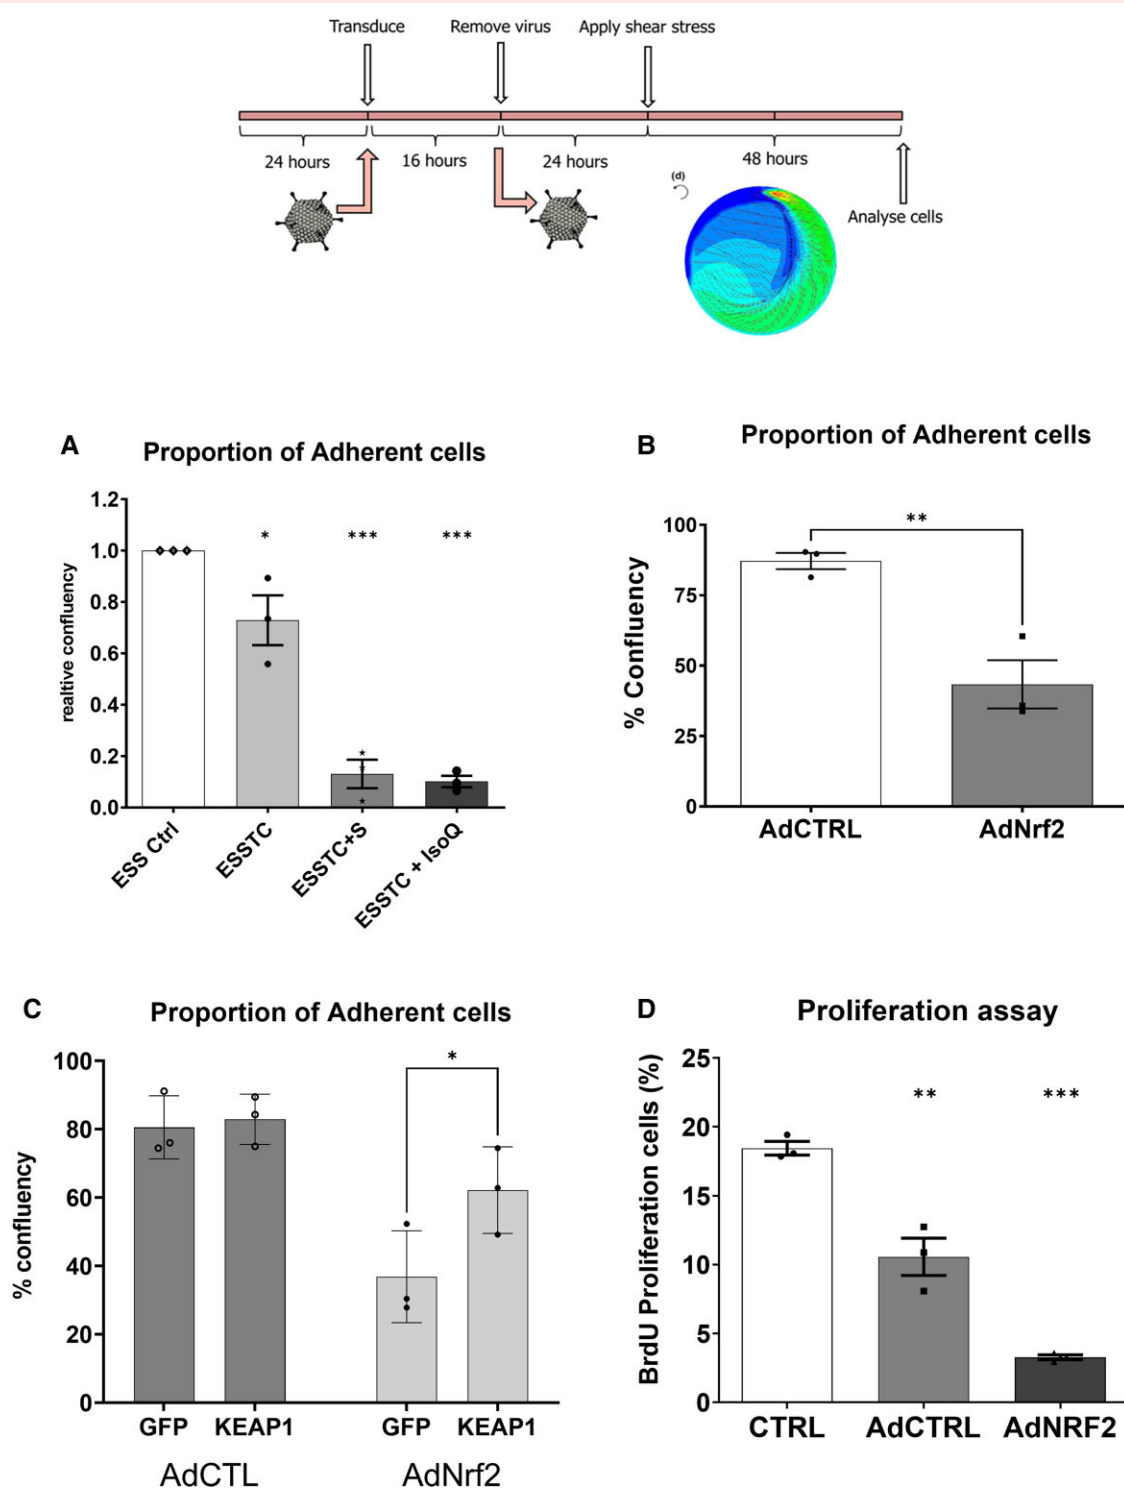 Transduce Remove virus Apply shear stress
24 hours 16 hours 24 hours 48 hours
(d)
Analyse cells
A
Proportion of Adherent cells
realtive confluency
1.2
1.0
0.8
0.6
0.4
0.2
0.0
* *** ***
ESS Ctrl
ESSTC
ESSTC+S
ESSTC + IsoQ
B
Proportion of Adherent cells
% Confluency
100
75
50
25
0
**
AdCTRL AdNrf2
C
Proportion of Adherent cells
% confluency
100
80
60
40
20
0
*
GFP KEAP1 GFP KEAP1
AdCTL AdNrf2
D
Proliferation assay
BrdU Proliferation cells (%)
25
20
15
10
5
0
** ***
CTRL AdCTRL AdNRF2